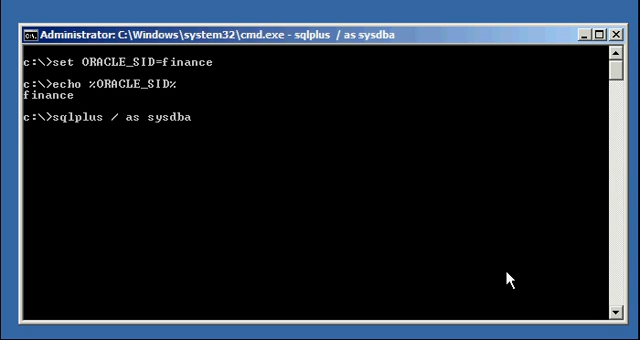 Administrator: C:\Windows\system32\cmd.exe - sqlplus / as sysdba
c:\>set ORACLE_SID=finance
c:\>echo %ORACLE_SID%
finance
c:\>sqlplus / as sysdba